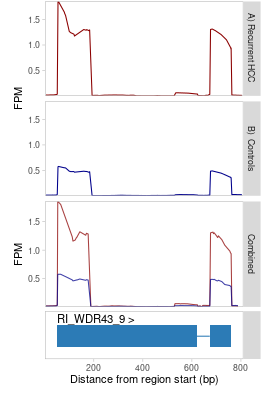 1.5
1.0
0.5
A) Recurrent HCC
FPM
1.5
1.0
0.5
B) Controls
1.5
1.0
0.5
FPM
Combined
RI_WDR43_9 >
200 400 600 800
Distance from region start (bp)